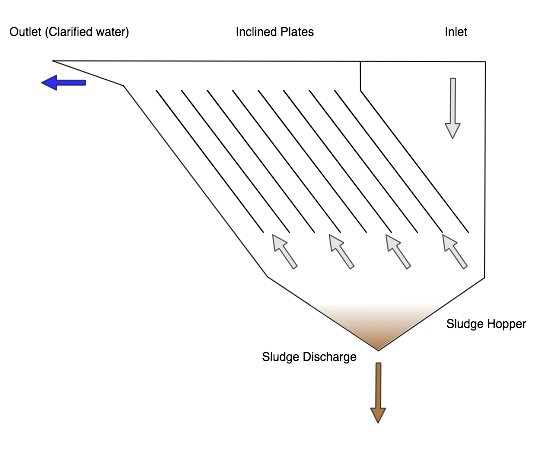 Outlet (Clarified water)
Inclined Plates
Inlet
Sludge Hopper
Sludge Discharge